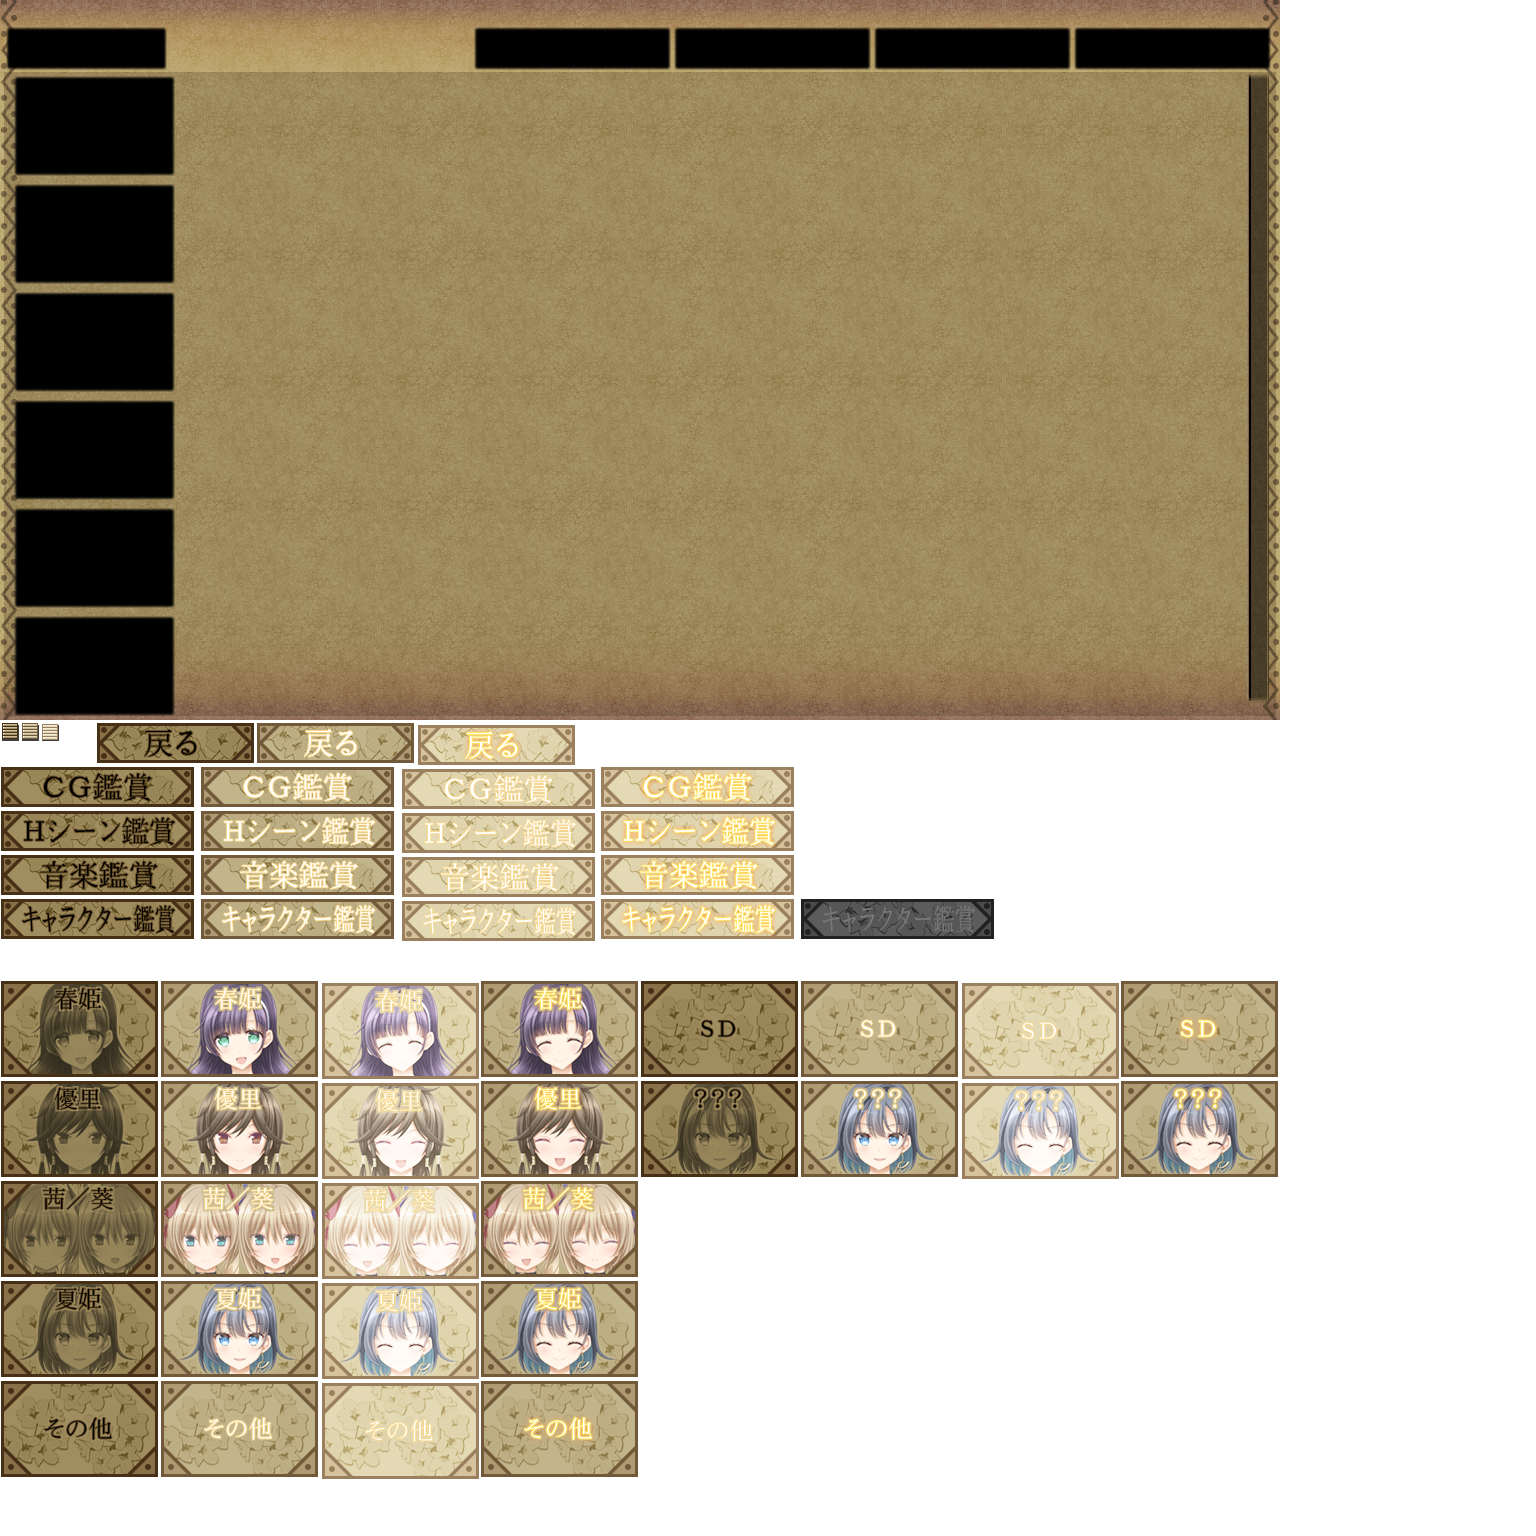 戻る 戻る 戻る
CG鑑賞 CG鑑賞 CG鑑賞 CG鑑賞
Hシーン鑑賞 Hシーン鑑賞 Hシーン鑑賞 Hシーン鑑賞
音楽鑑賞 音楽鑑賞 音楽鑑賞 音楽鑑賞
キャラクター鑑賞 キャラクター鑑賞 キャラクター鑑賞 キャラクター鑑賞 キャラクター鑑賞
春姫 春姫 春姫 春姫 SD SD SD SD
優里 優里 優里 優里 ??? ??? ??? ???
茜／葵 茜／葵 茜／葵 茜／葵
夏姫 夏姫 夏姫 夏姫
その他 その他 その他 その他